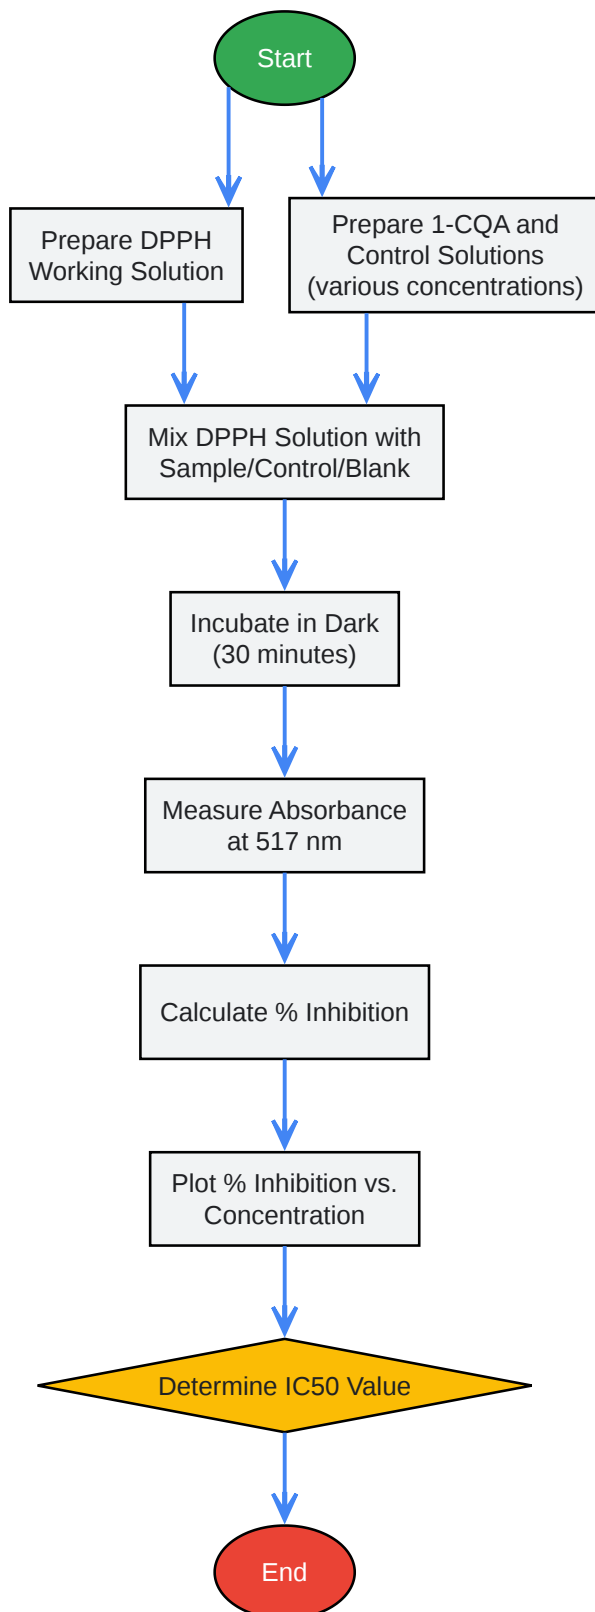 Start
Prepare DPPH
Working Solution
Prepare 1-CQA and
Control Solutions
(various concentrations)
Mix DPPH Solution with
Sample/Control/Blank
Incubate in Dark
(30 minutes)
Measure Absorbance
at 517 nm
Calculate % Inhibition
Plot % Inhibition vs.
Concentration
Determine IC50 Value
End